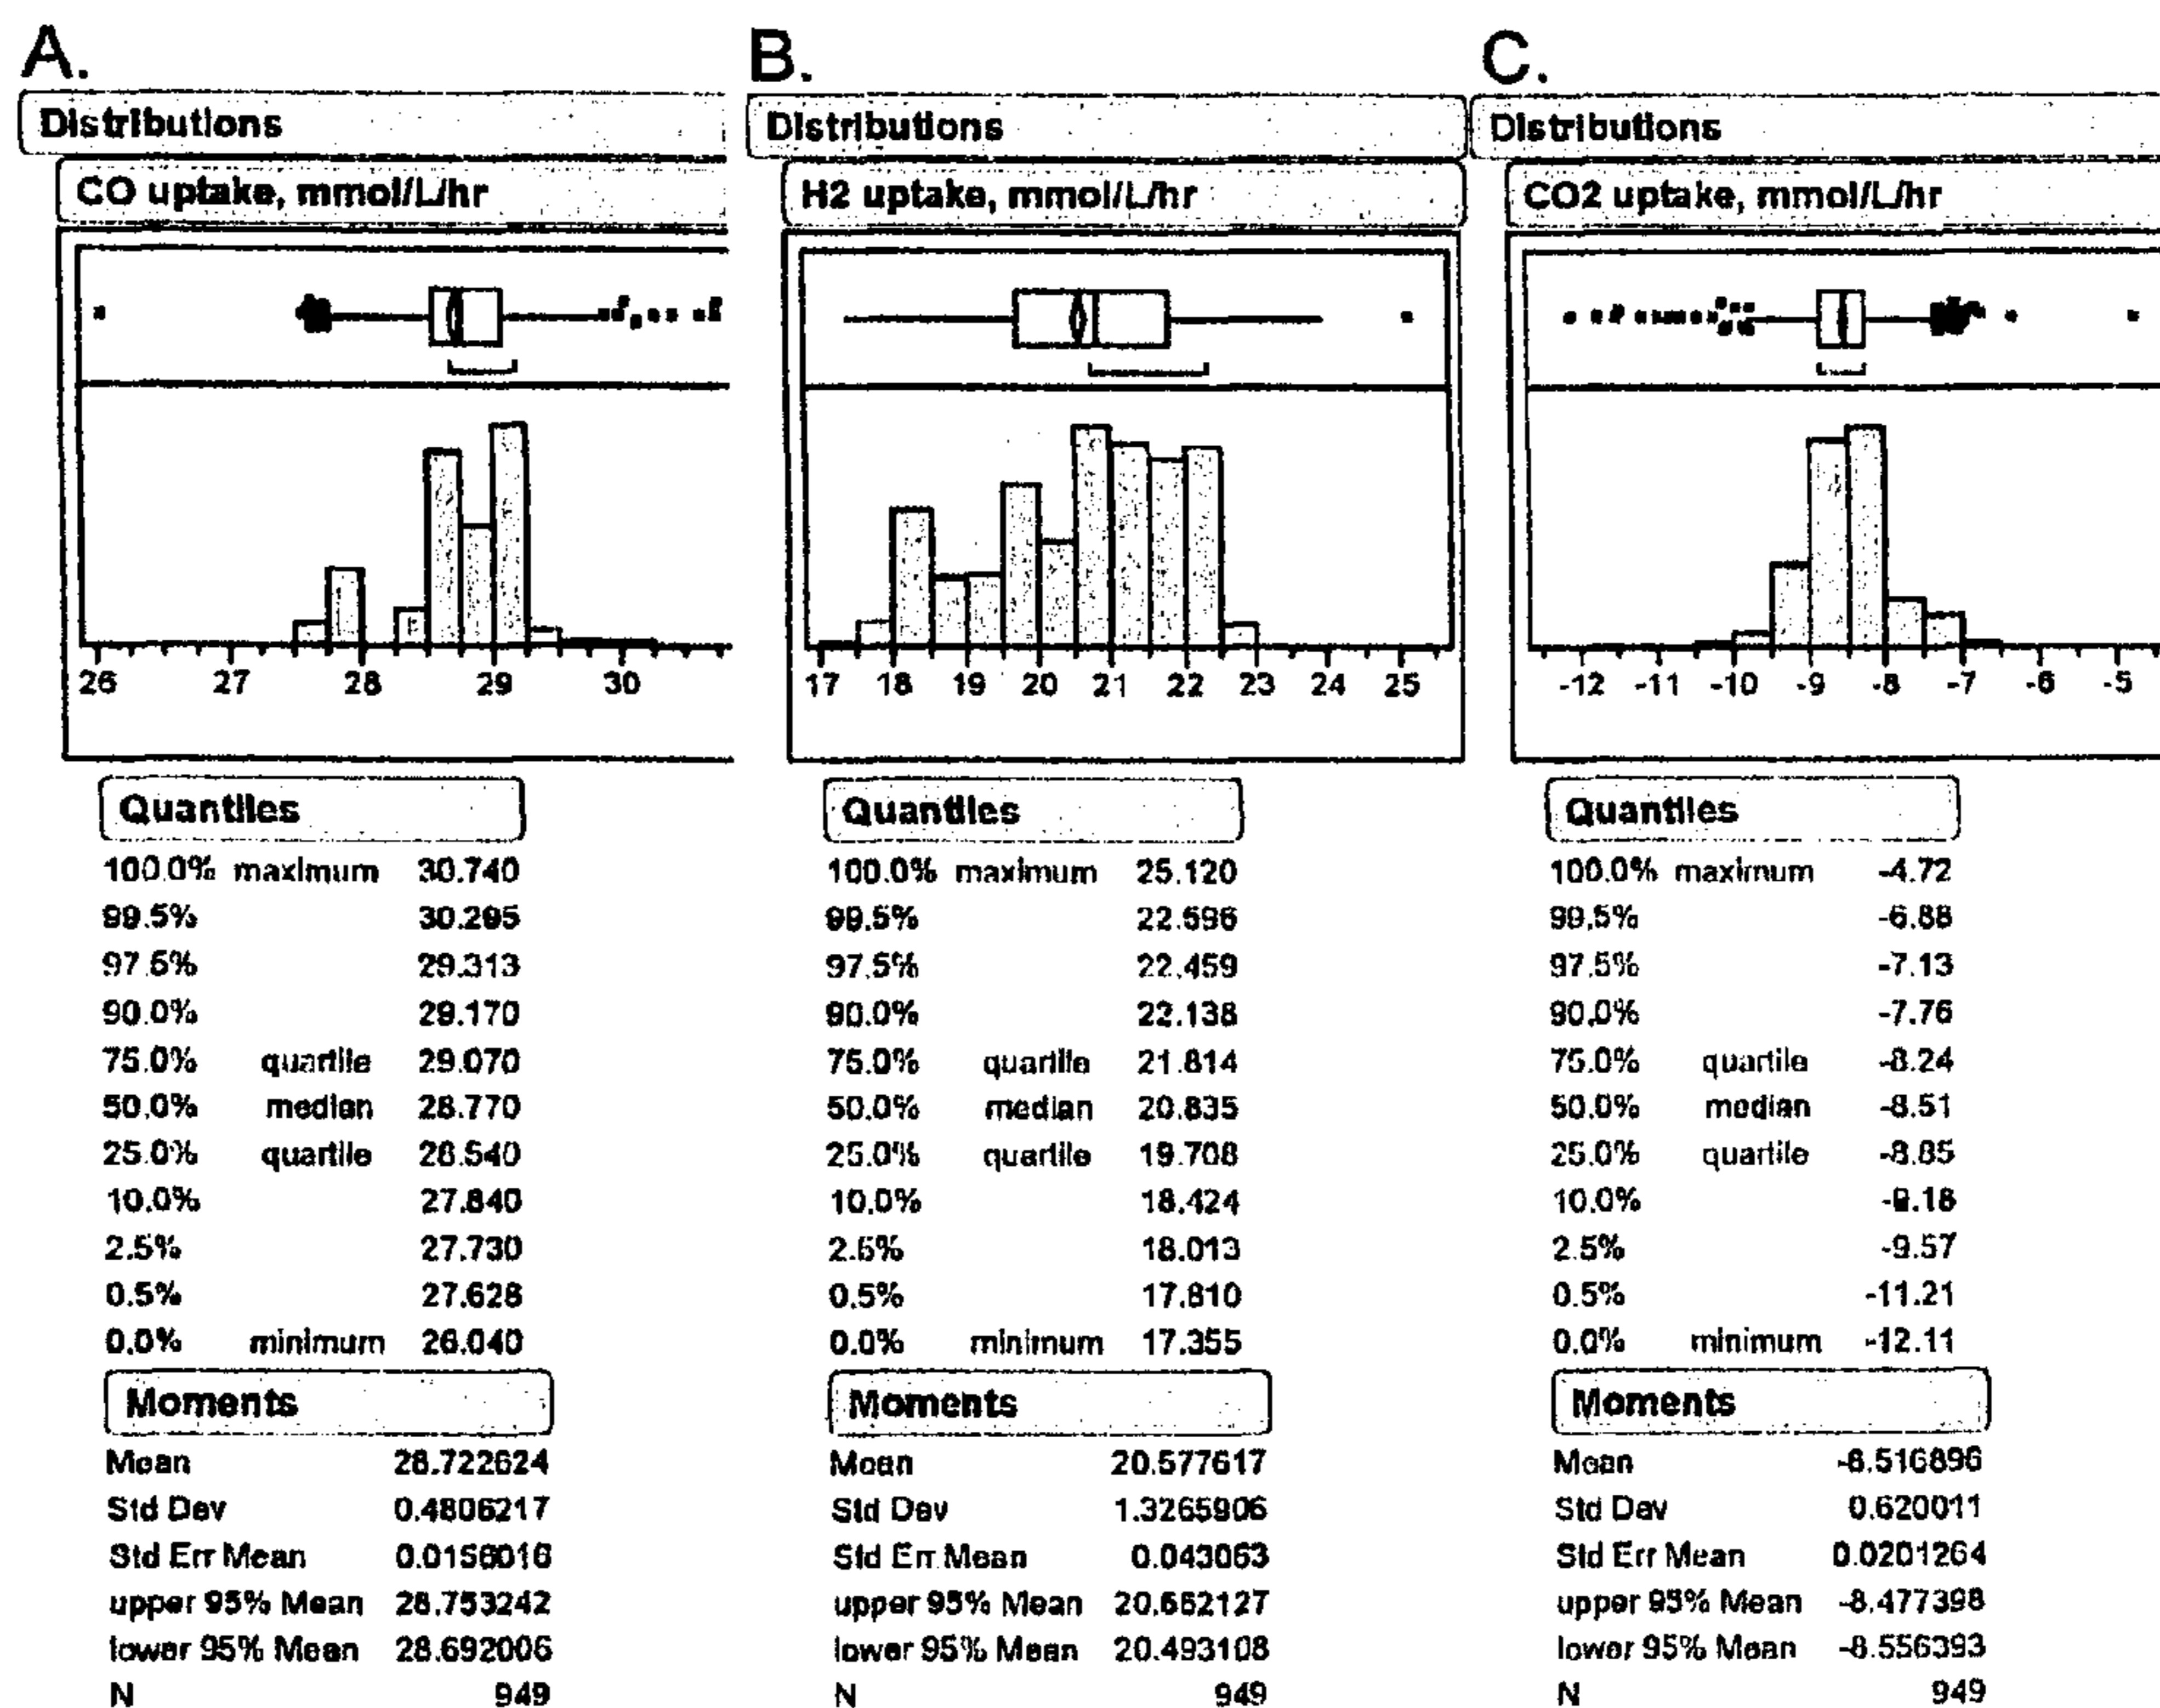 A.
Distributions
CO uptake, mmol/L/hr
26 27 28 29 30
Quantiles
100.0% maximum 30.740
99.5% 30.295
97.5% 29.313
90.0% 29.170
75.0% quartile 29.070
50.0% median 28.770
25.0% quartile 28.540
10.0% 27.840
2.5% 27.730
0.5% 27.628
0.0% minimum 26.040
Moments
Mean 28.722624
Std Dev 0.4806217
Std Err Mean 0.0156016
upper 95% Mean 28.753242
lower 95% Mean 28.692006
N 949
B.
Distributions
H2 uptake, mmol/L/hr
17 18 19 20 21 22 23 24 25
Quantiles
100.0% maximum 25.120
99.5% 22.596
97.5% 22.459
90.0% 22.138
75.0% quartile 21.814
50.0% median 20.835
25.0% quartile 19.708
10.0% 18.424
2.5% 18.013
0.5% 17.810
0.0% minimum 17.355
Moments
Mean 20.577617
Std Dev 1.3265906
Std Err Mean 0.043063
upper 95% Mean 20.662127
lower 95% Mean 20.493108
N 949
C.
Distributions
CO2 uptake, mmol/L/hr
-12 -11 -10 -9 -8 -7 -6 -5
Quantiles
100.0% maximum -4.72
99.5% -6.88
97.5% -7.13
90.0% -7.76
75.0% quartile -8.24
50.0% median -8.51
25.0% quartile -8.85
10.0% -9.18
2.5% -9.57
0.5% -11.21
0.0% minimum -12.11
Moments
Mean -8.516896
Std Dev 0.620011
Std Err Mean 0.0201264
upper 95% Mean -8.477398
lower 95% Mean -8.556393
N 949